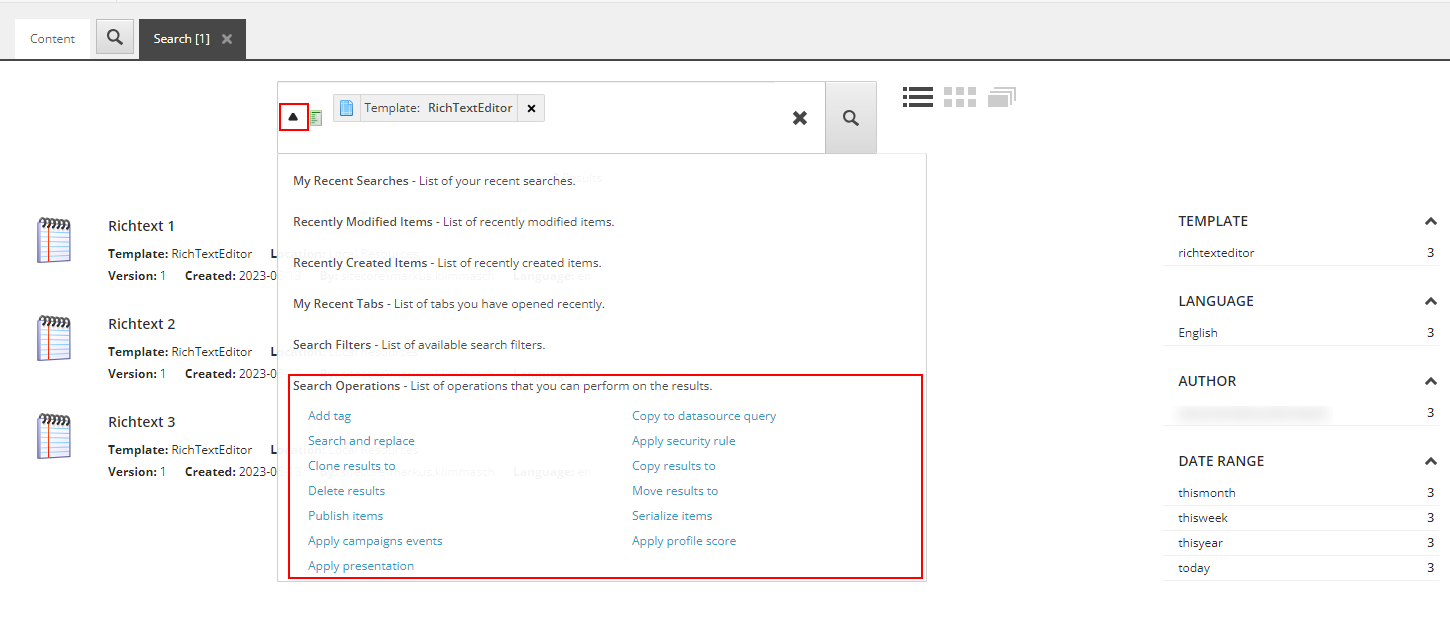 Content
Search [1]
Template: RichTextEditor
My Recent Searches - List of your recent searches.
Recently Modified Items - List of recently modified items.
Recently Created Items - List of recently created items.
My Recent Tabs - List of tabs you have opened recently.
Search Filters - List of available search filters.
Search Operations - List of operations that you can perform on the results.
Add tag
Copy to datasource query
Search and replace
Apply security rule
Clone results to
Copy results to
Delete results
Move results to
Publish items
Serialize items
Apply campaigns events
Apply profile score
Apply presentation
Richtext 1
Template: RichTextEditor
Version: 1 Created: 2023-0
Richtext 2
Template: RichTextEditor
Version: 1 Created: 2023-0
Richtext 3
Template: RichTextEditor Location: Local Resources
Version: 1 Created: 2023-0 Language: en
TEMPLATE
richtexteditor 3
LANGUAGE
English 3
AUTHOR
3
DATE RANGE
thismonth 3
thisweek 3
thisyear 3
today 3